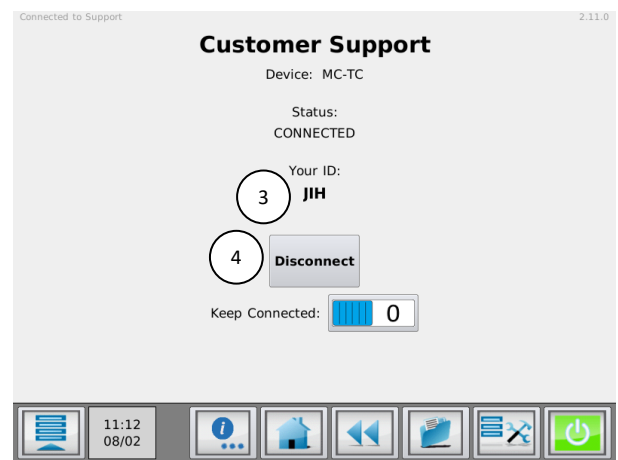 Connected to Support
2.11.0
Customer Support
Device: MC-TC
Status:
CONNECTED
Your ID:
3
JIH
4
Disconnect
Keep Connected:
0
11:12
08/02
i